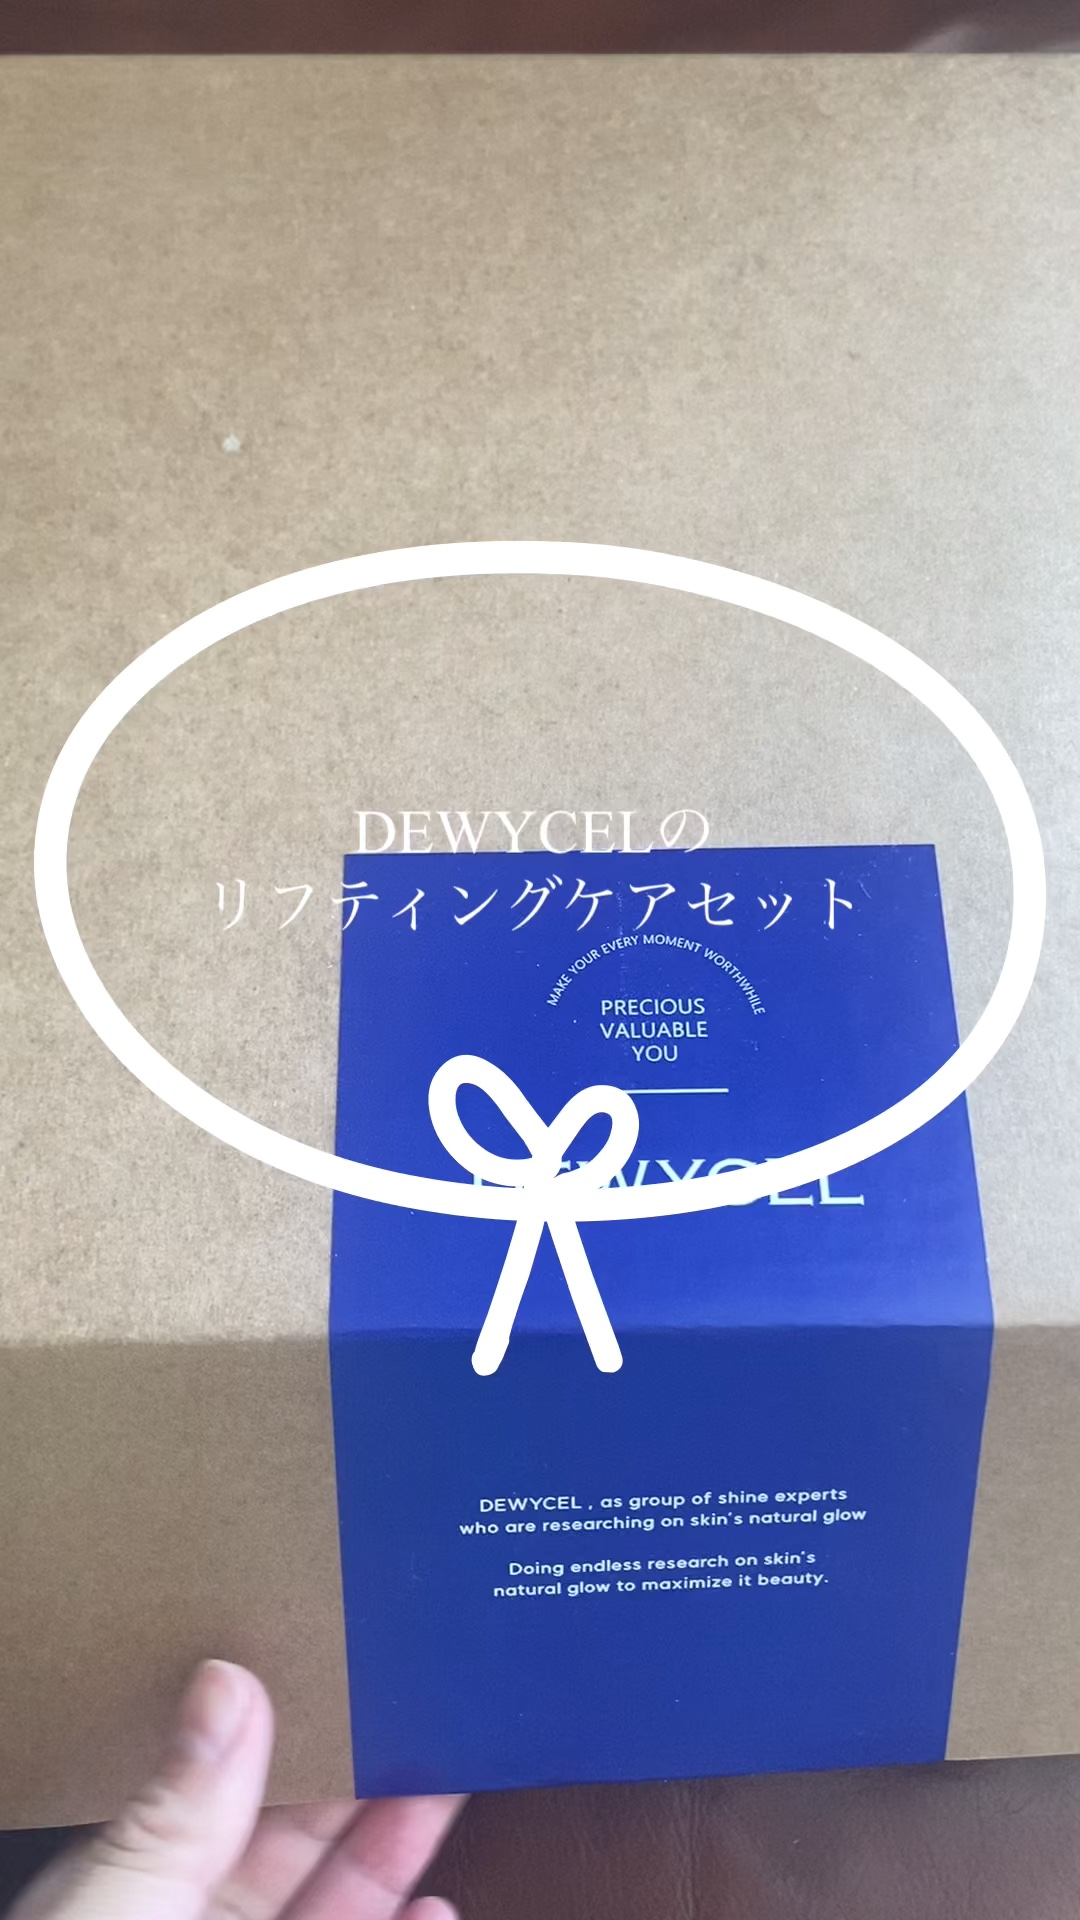 DEWYCELの
リフティングケアセット
MAKE YOUR EVERY MOMENT WORTHWHILE
PRECIOUS
VALUABLE
YOU
DEWYCEL
DEWYCEL , as group of shine experts
who are researching on skin's natural glow
Doing endless research on skin's
natural glow to maximize it beauty.